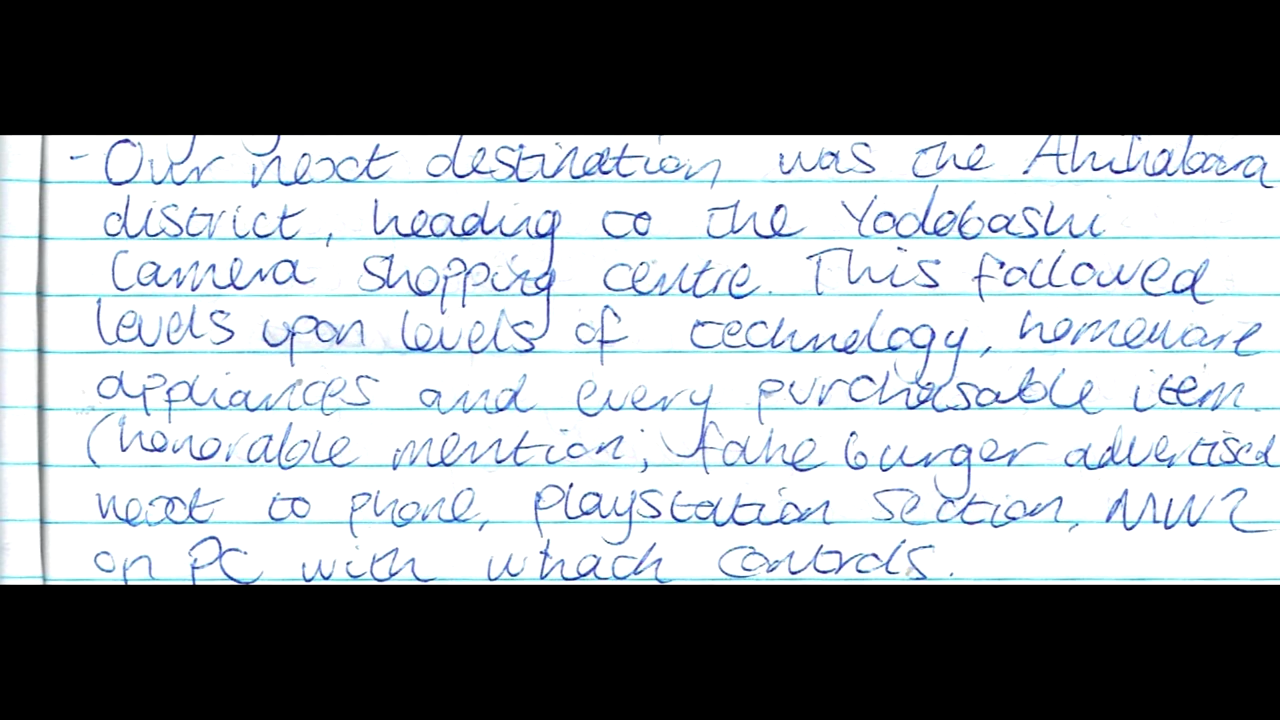 - Our next destination was the Akihabara
district, heading to the Yodobashi
Camera shopping centre. This followed
levels upon levels of technology, homeware
appliances and every purchasable item.
(honorable mention; fake burger advertised
next to phone, playstation section, MW2
on PC with whack controls.